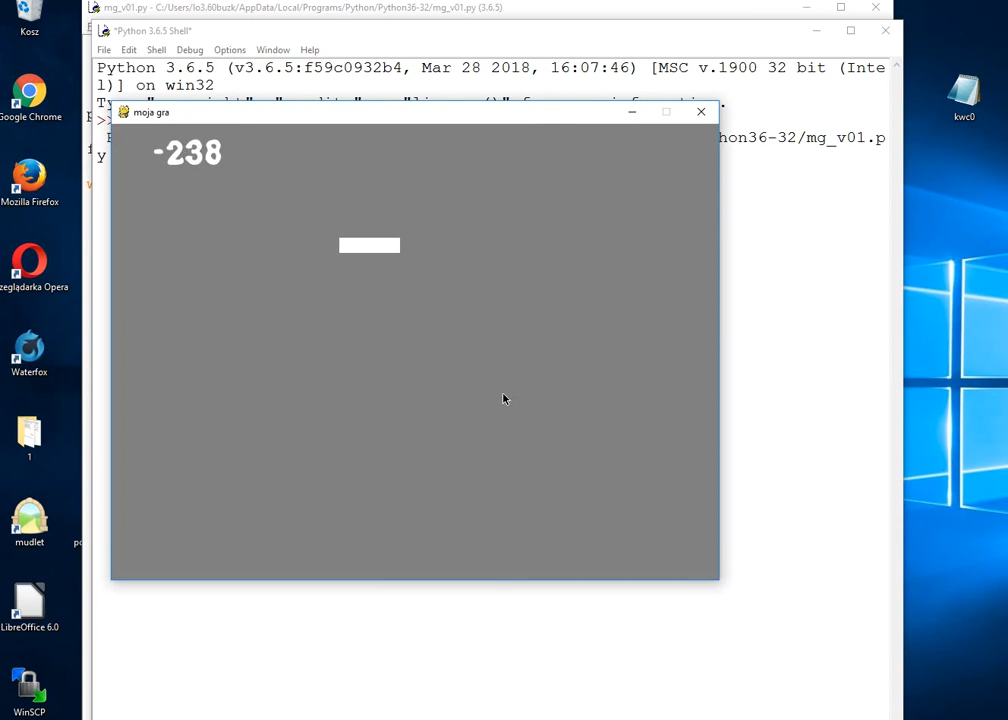 mg_v01.py - C:/Users/lo3.60buzk/AppData/Local/Programs/Python/Python36-32/mg_v01.py (3.6.5)
*Python 3.6.5 Shell*
File Edit Shell Debug Options Window Help
Python 3.6.5 (v3.6.5:f59c0932b4, Mar 28 2018, 16:07:46) [MSC v.1900 32 bit (Inte
l)] on win32
moja gra
hon36-32/mg_v01.p
y
-238
Kosz
Google Chrome
Mozilla Firefox
zeglądarka Opera
Waterfox
1
mudlet
LibreOffice 6.0
WinSCP
kwc0